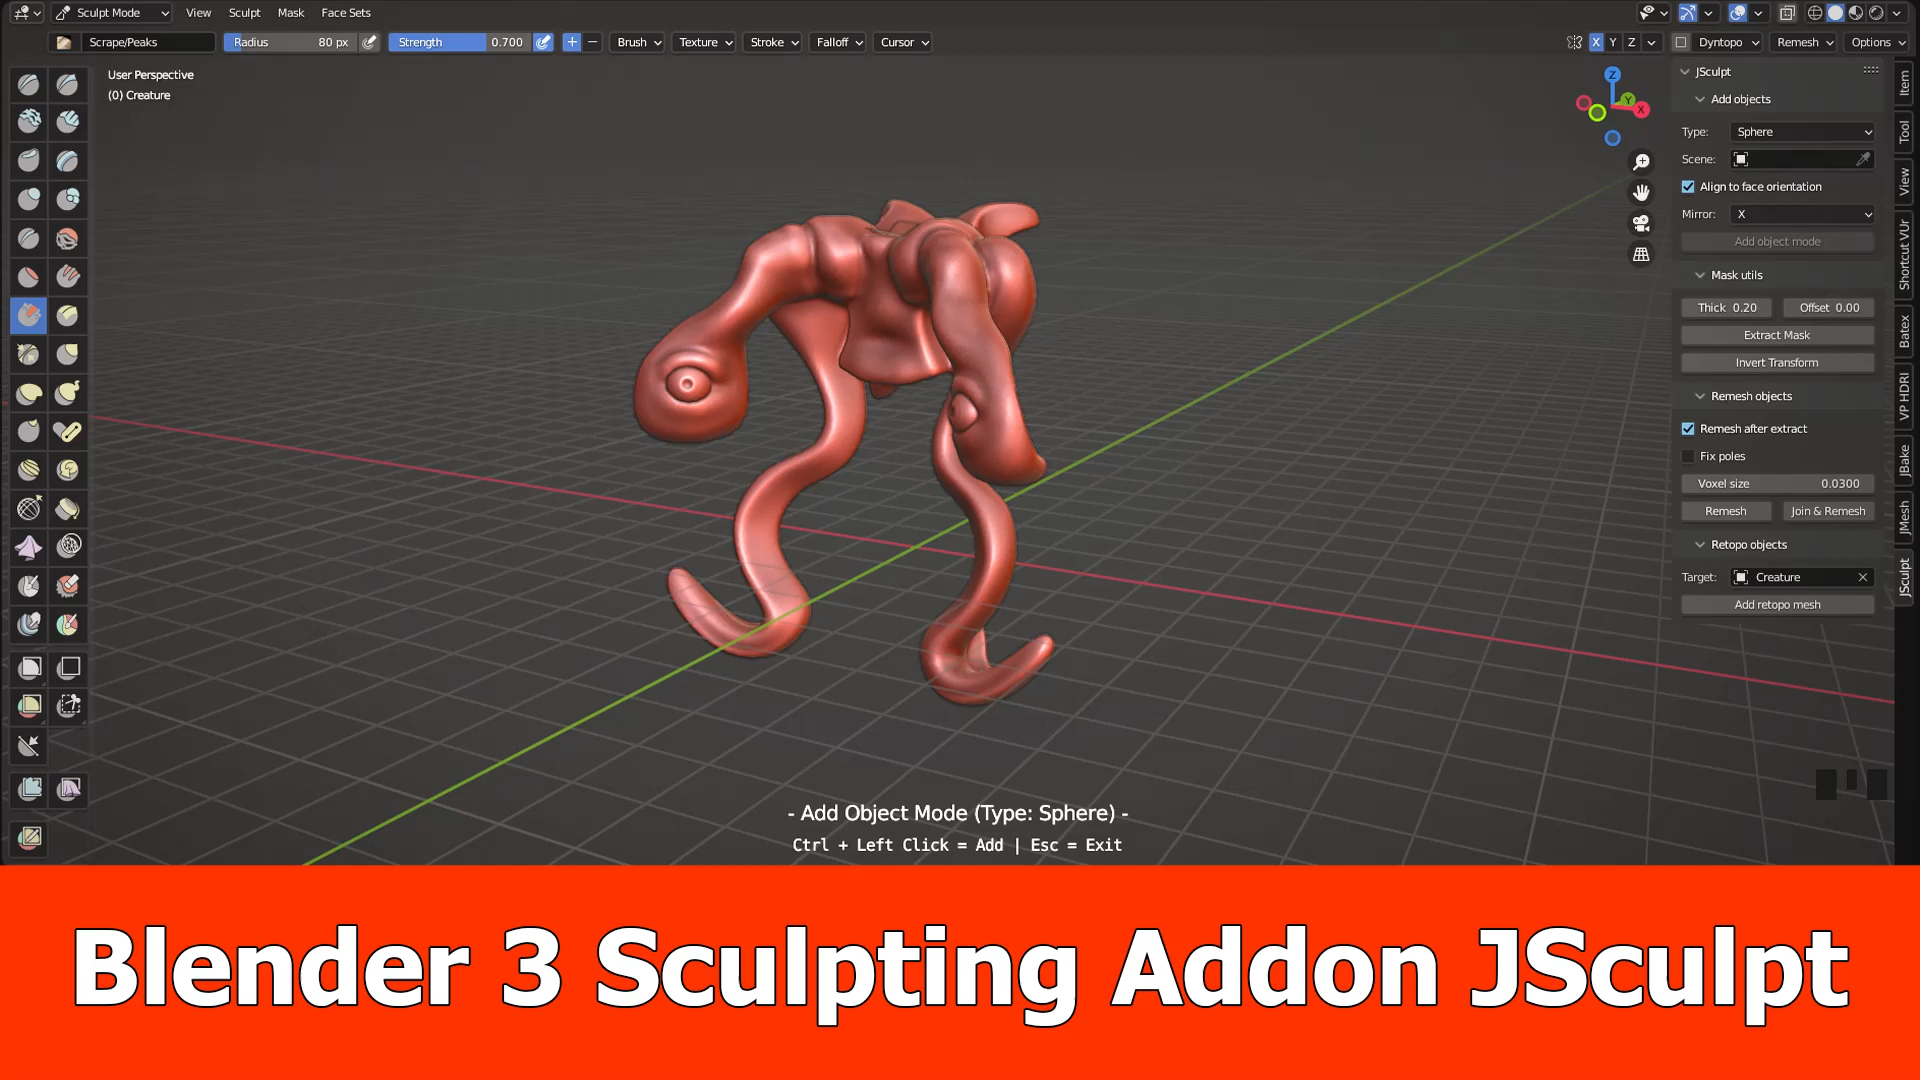 Sculpt Mode View Sculpt Mask Face Sets
Scrape/Peaks Radius 80 px Strength 0.700 + − Brush Texture Stroke Falloff Cursor X Y Z Dyntopo Remesh Options
User Perspective
(0) Creature
Z
Y
X
JSculpt
Add objects
Type: Sphere
Scene:
Align to face orientation
Mirror: X
Add object mode
Mask utils
Thick 0.20 Offset 0.00
Extract Mask
Invert Transform
Remesh objects
Remesh after extract
Fix poles
Voxel size 0.0300
Remesh Join & Remesh
Retopo objects
Target: Creature
Add retopo mesh
Item
Tool
View
Shortcut VUr
Batex
VP HDRI
JBake
JMesh
JSculpt
- Add Object Mode (Type: Sphere) -
Ctrl + Left Click = Add | Esc = Exit
Blender 3 Sculpting Addon JSculpt